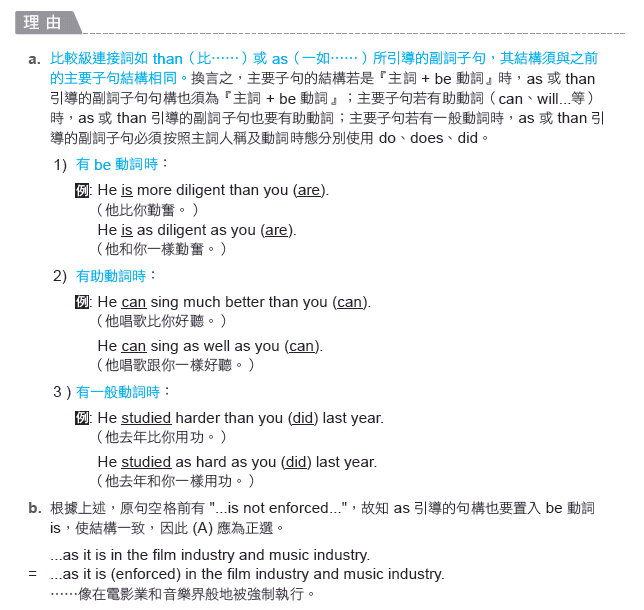 理由
a. 比較級連接詞如 than（比……）或 as（一如……）所引導的副詞子句，其結構須與之前
的主要子句結構相同。換言之，主要子句的結構若是『主詞 + be 動詞』時，as 或 than
引導的副詞子句句構也須為『主詞 + be 動詞』；主要子句若有助動詞（can、will...等）
時，as 或 than 引導的副詞子句也要有助動詞；主要子句若有一般動詞時，as 或 than 引
導的副詞子句必須按照主詞人稱及動詞時態分別使用 do、does、did。
1) 有 be 動詞時：
例: He is more diligent than you (are).
（他比你勤奮。）
He is as diligent as you (are).
（他和你一樣勤奮。）
2) 有助動詞時：
例: He can sing much better than you (can).
（他唱歌比你好聽。）
He can sing as well as you (can).
（他唱歌跟你一樣好聽。）
3 ) 有一般動詞時：
例: He studied harder than you (did) last year.
（他去年比你用功。）
He studied as hard as you (did) last year.
（他去年和你一樣用功。）
b. 根據上述，原句空格前有 "...is not enforced..."，故知 as 引導的句構也要置入 be 動詞
is，使結構一致，因此 (A) 應為正選。
...as it is in the film industry and music industry.
= ...as it is (enforced) in the film industry and music industry.
……像在電影業和音樂界般地被強制執行。